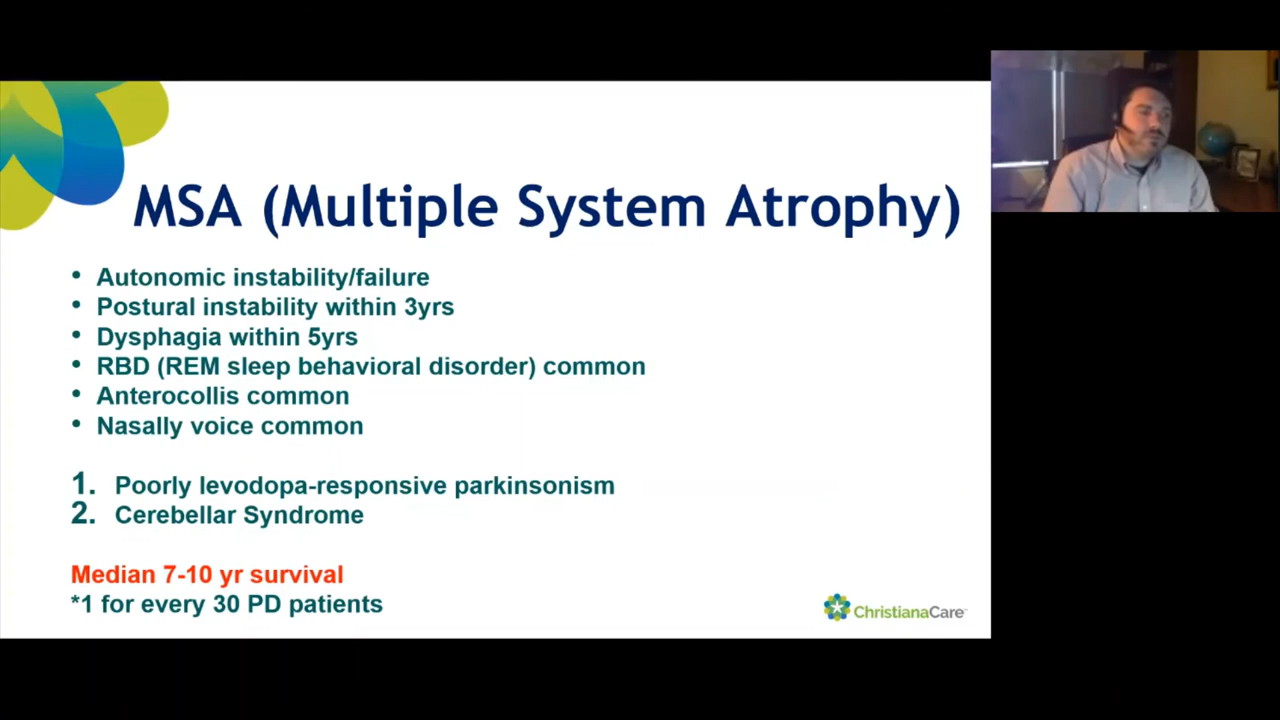 MSA (Multiple System Atrophy)
• Autonomic instability/failure
• Postural instability within 3yrs
• Dysphagia within 5yrs
• RBD (REM sleep behavioral disorder) common
• Anterocollis common
• Nasally voice common
1. Poorly levodopa-responsive parkinsonism
2. Cerebellar Syndrome
Median 7-10 yr survival
*1 for every 30 PD patients
ChristianaCare